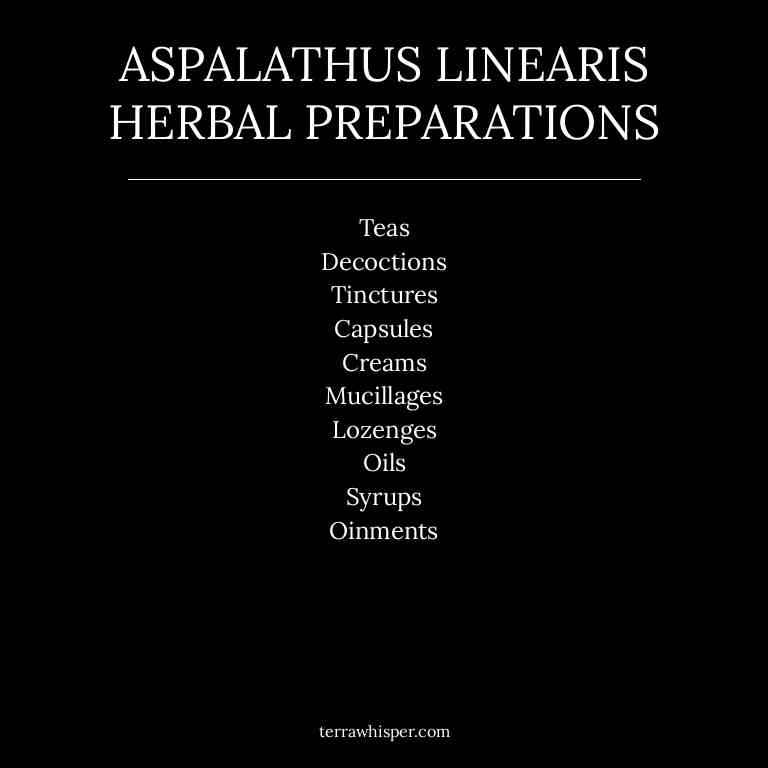 ASPALATHUS LINEARIS
HERBAL PREPARATIONS
Teas
Decoctions
Tinctures
Capsules
Creams
Mucillages
Lozenges
Oils
Syrups
Oinments
terrawhisper.com